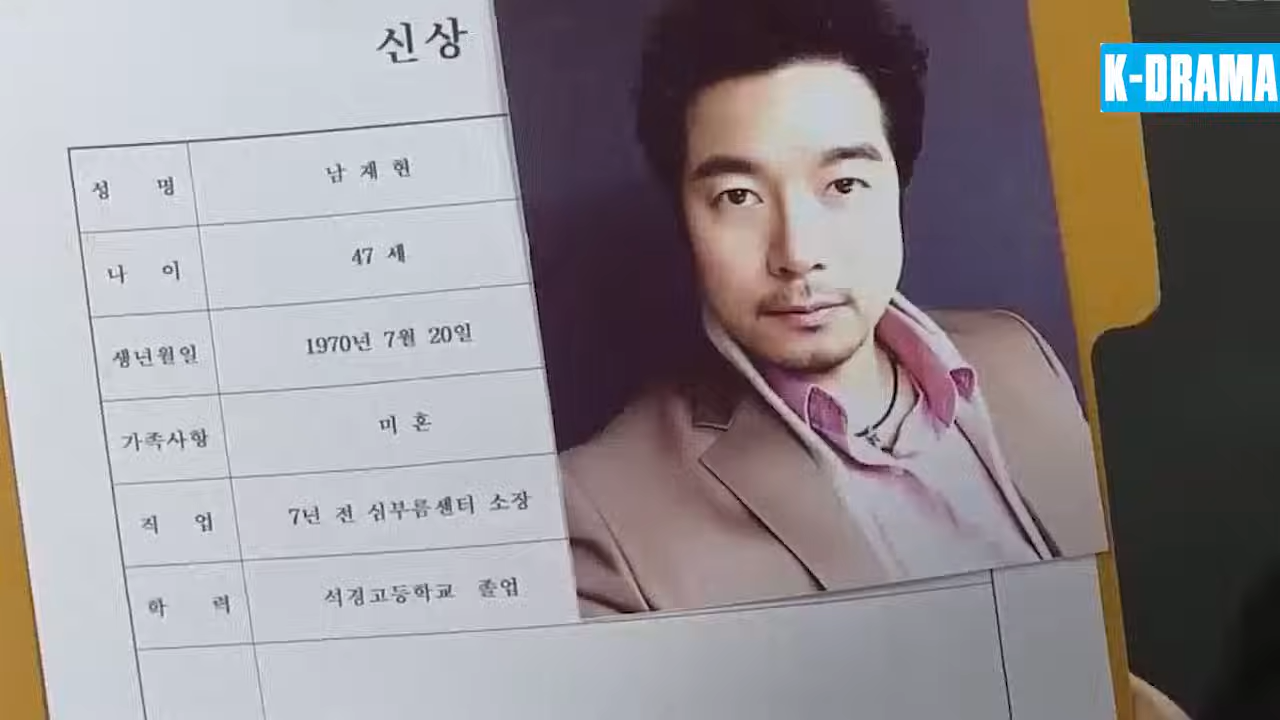 K-DRAMA
신상
성 명 남 재 현
나 이 47 세
생년월일 1970년 7월 20일
가족사항 미 혼
직 업 7년 전 심부름센터 소장
학 력 석경고등학교 졸업